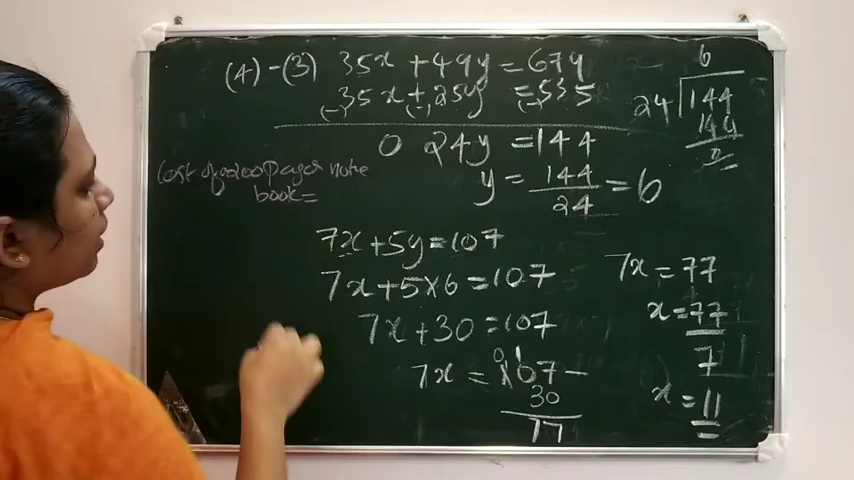 (4)-(3) 35x + 49y = 679
35x + 25y = 535
(-) (-) (-)
0 24y = 144
y = 144/24 = 6
6
24)144
144
0
Cost of 200 Pages note
book =
7x + 5y = 107
7x + 5×6 = 107
7x + 30 = 107
7x = 107 -
30
77
7x = 77
x = 77/7
x = 11